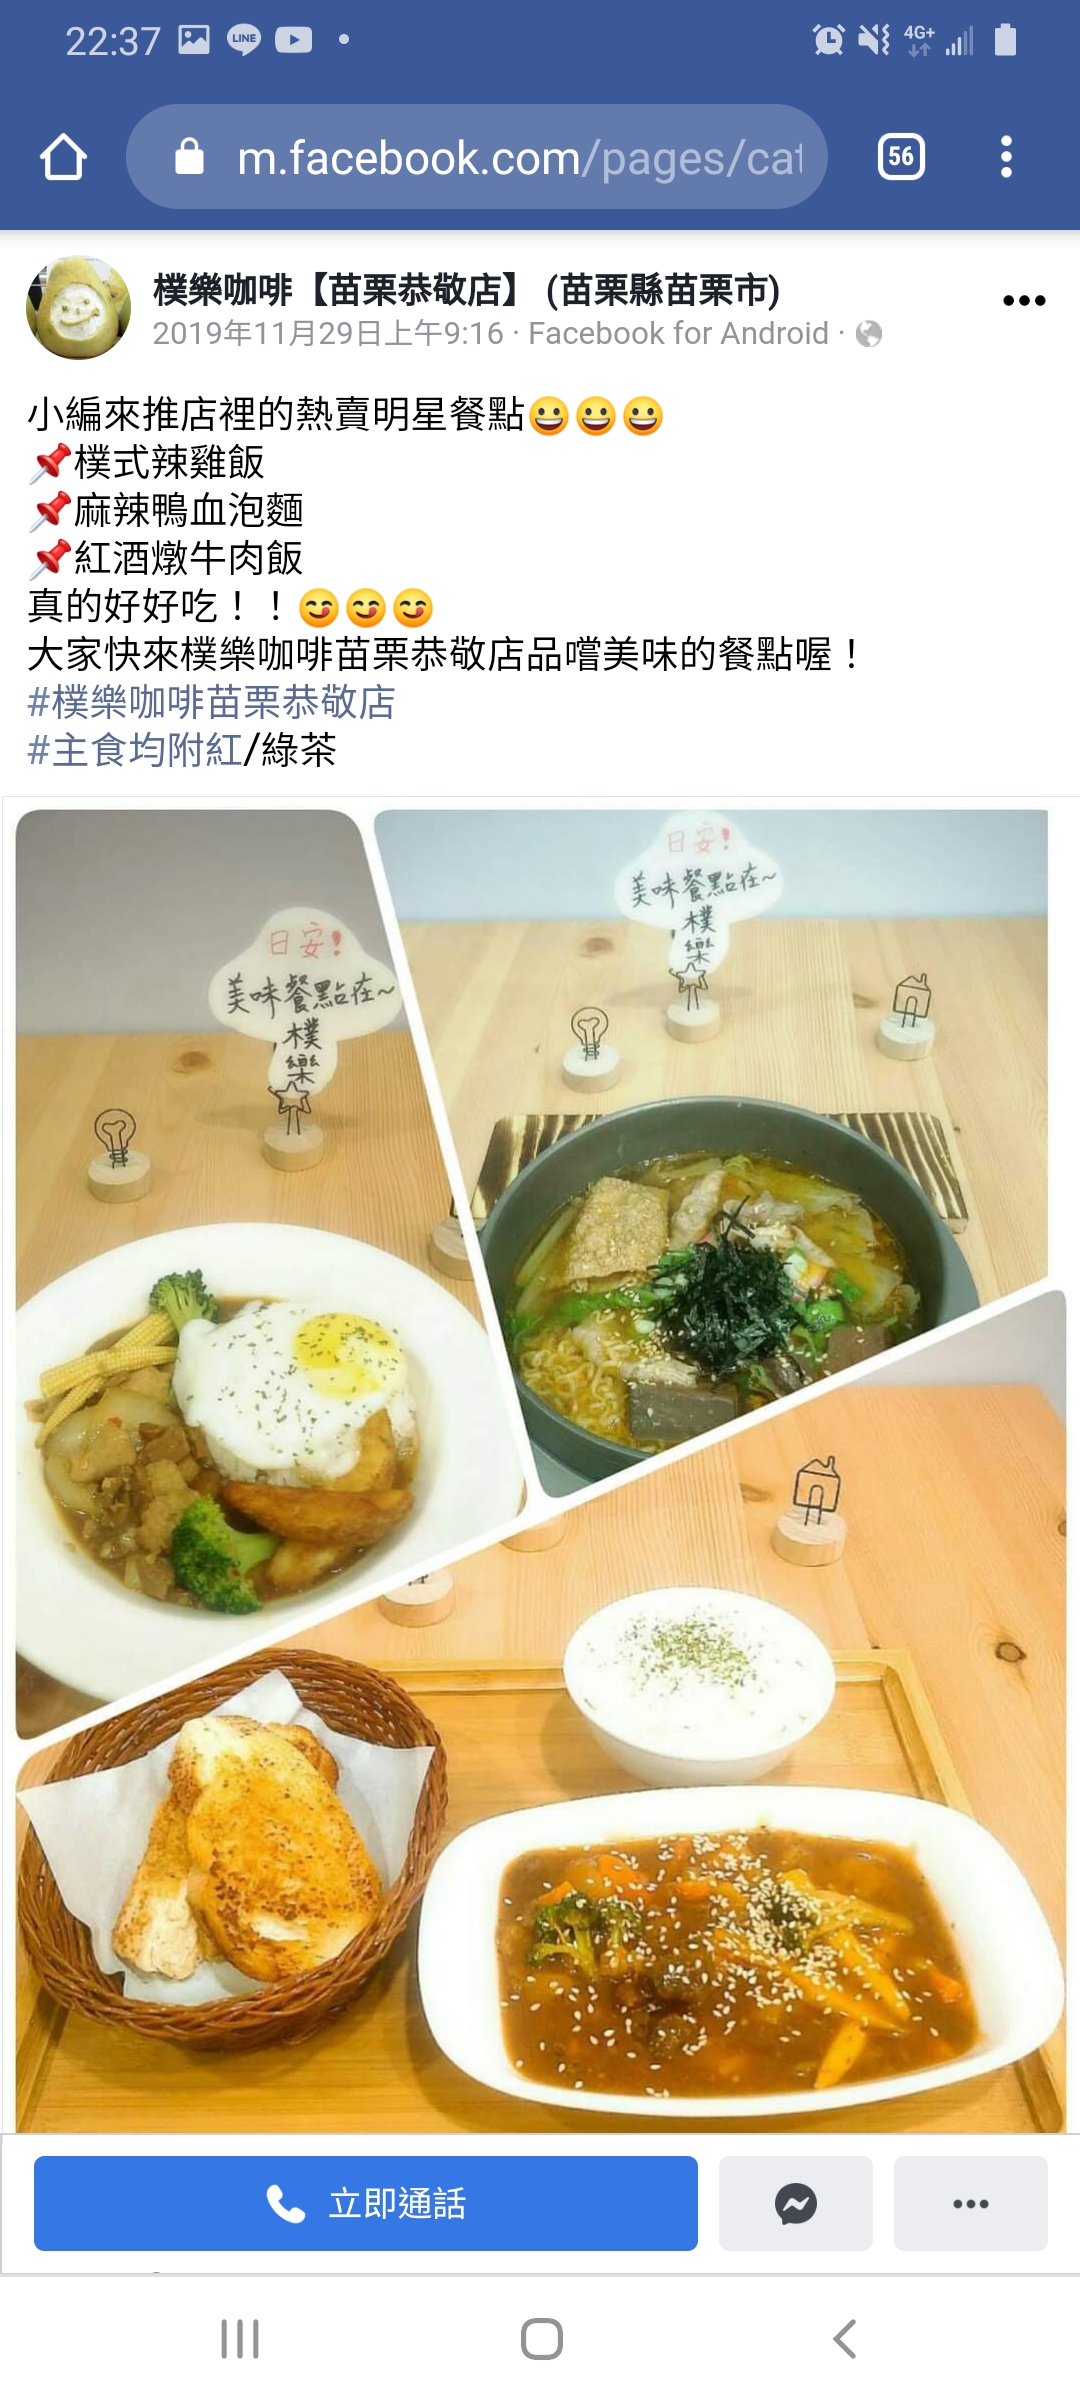 22:37
LINE
4G+
m.facebook.com/pages/cat
56
樸樂咖啡【苗栗恭敬店】 (苗栗縣苗栗市)
2019年11月29日上午9:16 · Facebook for Android ·
小編來推店裡的熱賣明星餐點😀😀😀
📌樸式辣雞飯
📌麻辣鴨血泡麵
📌紅酒燉牛肉飯
真的好好吃！！😋😋😋
大家快來樸樂咖啡苗栗恭敬店品嚐美味的餐點喔！
#樸樂咖啡苗栗恭敬店
#主食均附紅/綠茶
日安!
美味餐點在~
樸
樂
日安!
美味餐點在~
樸
樂
立即通話